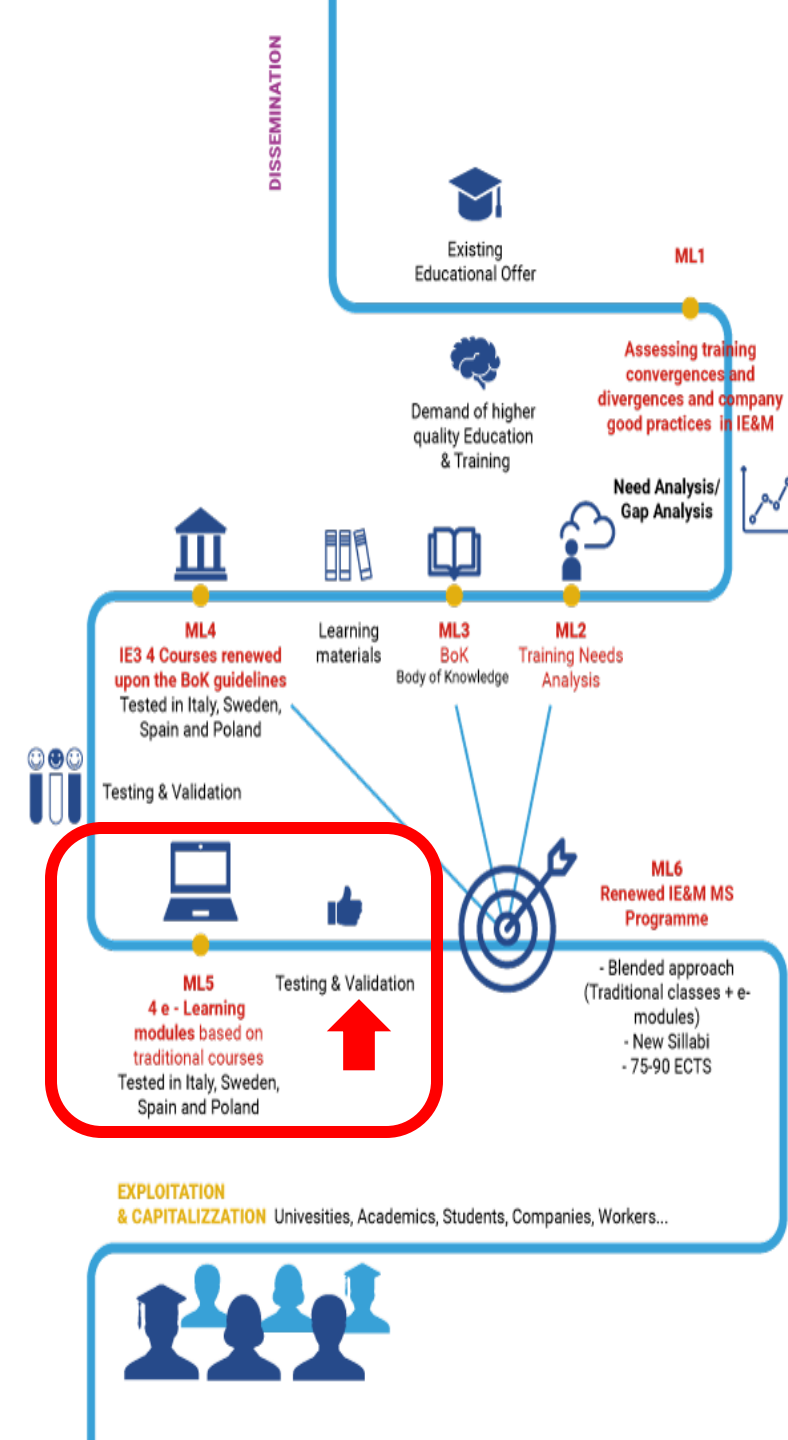 DISSEMINATION
Existing
Educational Offer
ML1
Assessing training
convergences and
divergences and company
good practices in IE&M
Demand of higher
quality Education
& Training
Need Analysis/
Gap Analysis
ML4
IE3 4 Courses renewed
upon the BoK guidelines
Tested in Italy, Sweden,
Spain and Poland
Learning
materials
ML3
BoK
Body of Knowledge
ML2
Training Needs
Analysis
Testing & Validation
ML5
4 e - Learning
modules based on
traditional courses
Tested in Italy, Sweden,
Spain and Poland
Testing & Validation
ML6
Renewed IE&M MS
Programme
- Blended approach
(Traditional classes + e-
modules)
- New Sillabi
- 75-90 ECTS
EXPLOITATION
& CAPITALIZZATION Univesities, Academics, Students, Companies, Workers...